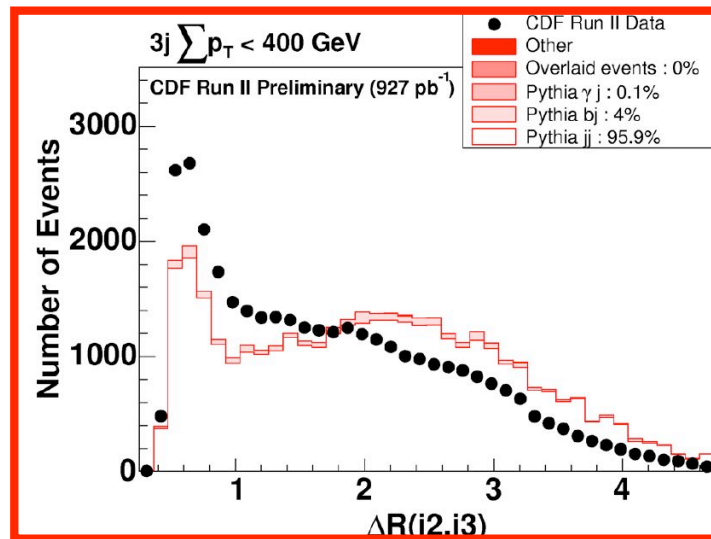 3j ∑p_T < 400 GeV
CDF Run II Preliminary (927 pb⁻¹)
CDF Run II Data
Other
Overlaid events : 0%
Pythia γ j : 0.1%
Pythia bj : 4%
Pythia jj : 95.9%
Number of Events
3000
2000
1000
0
1
2
3
4
ΔR(j2,j3)